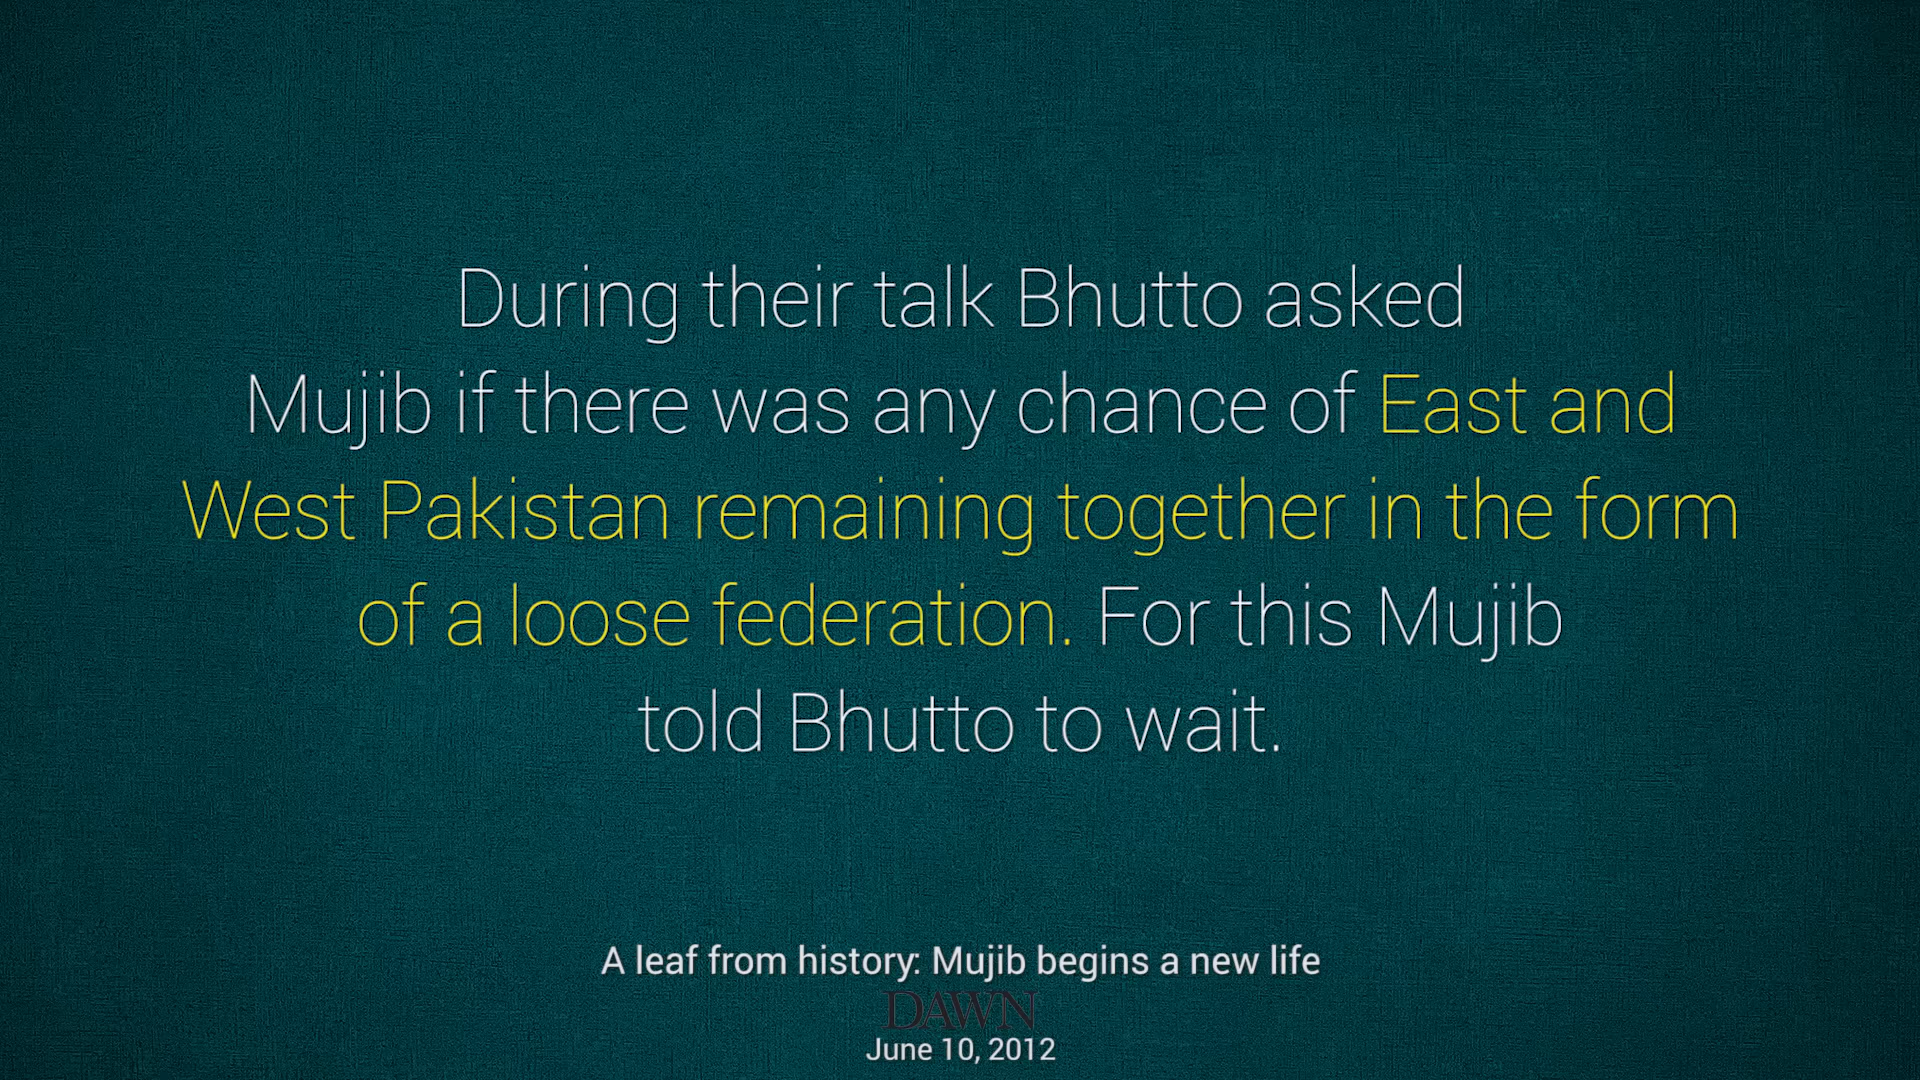 During their talk Bhutto asked
Mujib if there was any chance of East and
West Pakistan remaining together in the form
of a loose federation. For this Mujib
told Bhutto to wait.
A leaf from history: Mujib begins a new life
DAWN
June 10, 2012